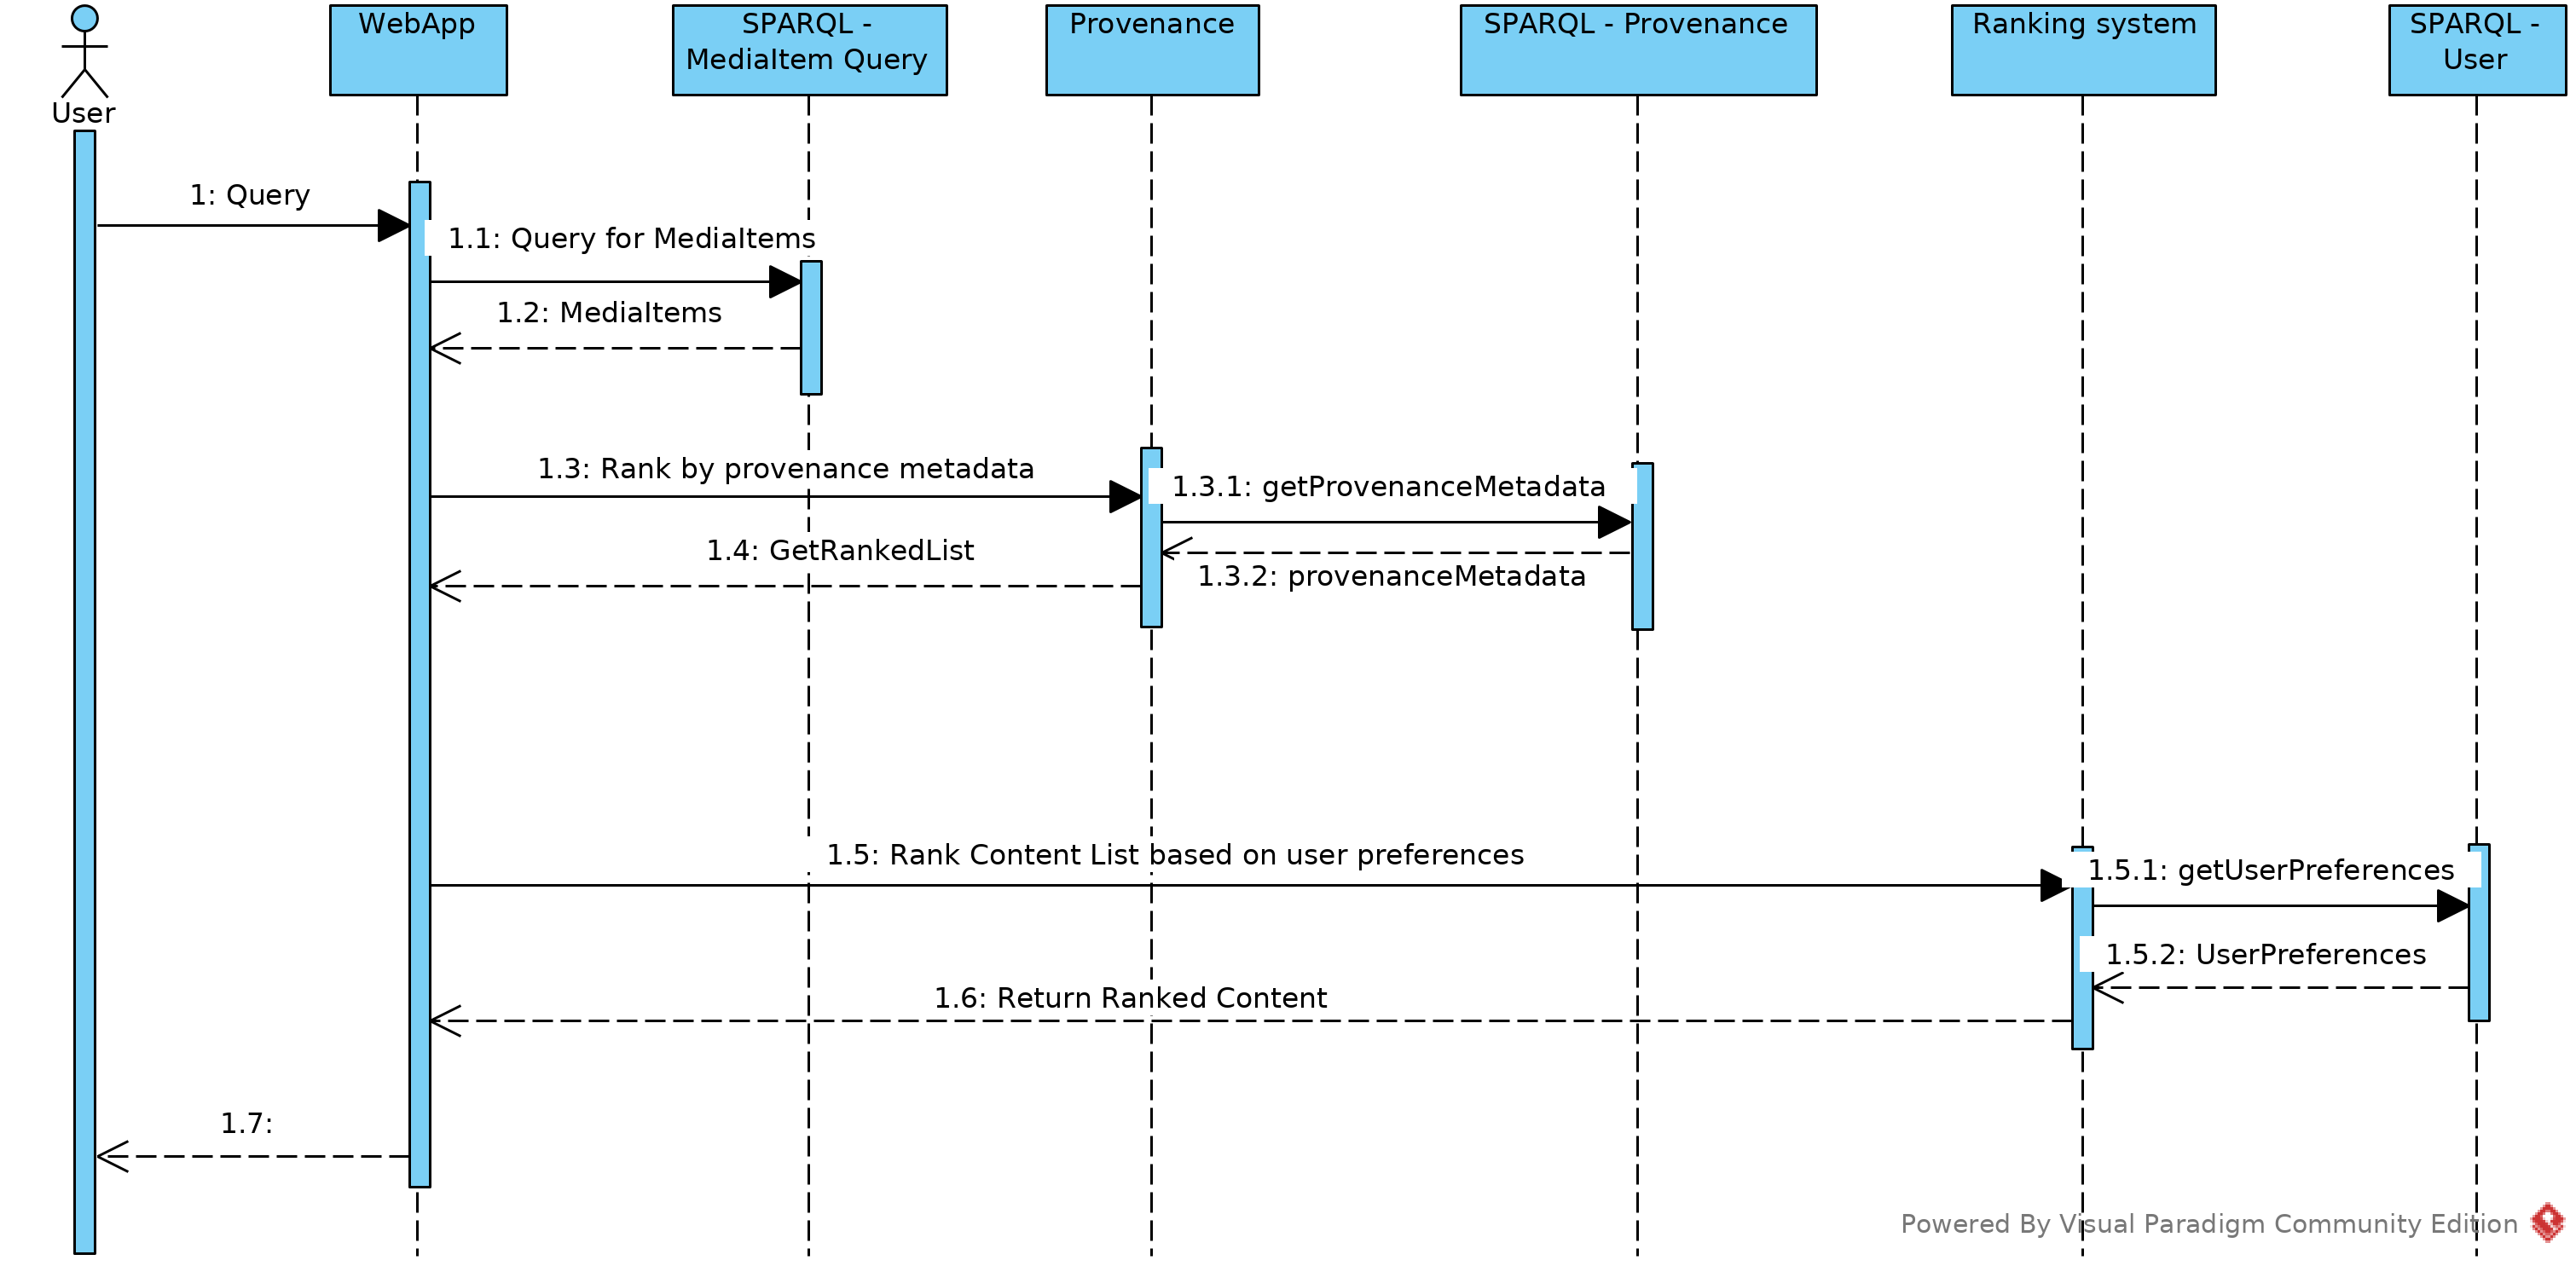 User
WebApp
SPARQL -
MediaItem Query
Provenance
SPARQL - Provenance
Ranking system
SPARQL -
User
1: Query
1.1: Query for MediaItems
1.2: MediaItems
1.3: Rank by provenance metadata
1.3.1: getProvenanceMetadata
1.4: GetRankedList
1.3.2: provenanceMetadata
1.5: Rank Content List based on user preferences
1.5.1: getUserPreferences
1.5.2: UserPreferences
1.6: Return Ranked Content
1.7:
Powered By Visual Paradigm Community Edition